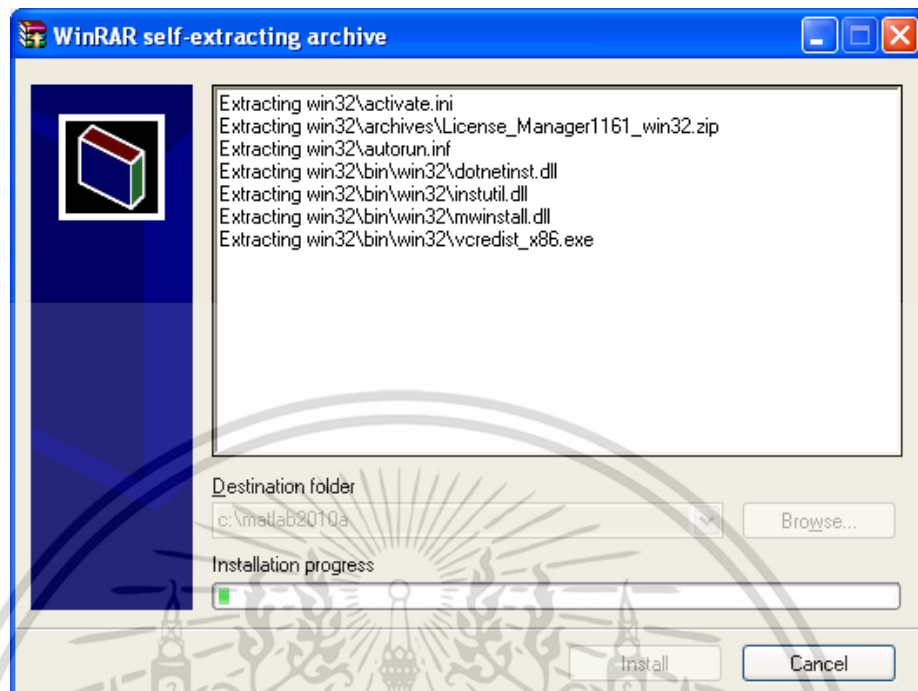 WinRAR self-extracting archive
Extracting win32\activate.ini
Extracting win32\archives\License_Manager1161_win32.zip
Extracting win32\autorun.inf
Extracting win32\bin\win32\dotnetinst.dll
Extracting win32\bin\win32\instutil.dll
Extracting win32\bin\win32\mwinstall.dll
Extracting win32\bin\win32\vcredist_x86.exe
Destination folder
c:\matlab2010a
Browse...
Installation progress
Install
Cancel